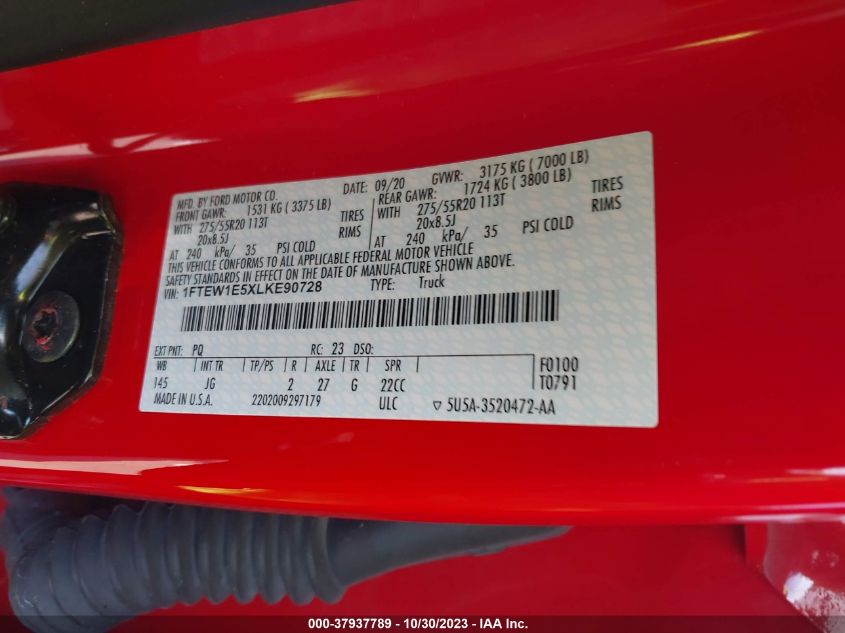 MFD. BY FORD MOTOR CO. DATE: 09/20 GVWR: 3175 KG ( 7000 LB)
FRONT GAWR: 1531 KG ( 3375 LB) REAR GAWR: 1724 KG ( 3800 LB)
WITH 275/55R20 113T TIRES WITH 275/55R20 113T TIRES
20x8.5J RIMS 20x8.5J RIMS
AT 240 kPa/ 35 PSI COLD AT 240 kPa/ 35 PSI COLD
THIS VEHICLE CONFORMS TO ALL APPLICABLE FEDERAL MOTOR VEHICLE
SAFETY STANDARDS IN EFFECT ON THE DATE OF MANUFACTURE SHOWN ABOVE.
VIN: 1FTEW1E5XLKE90728 TYPE: Truck
EXT PNT: PQ RC: 23 DSO:
WB INT TR TP/PS R AXLE TR SPR F0100
145 JG 2 27 G 22CC T0791
MADE IN U.S.A. 2202009297179 ULC ▽ 5U5A-3520472-AA
000-37937789 - 10/30/2023 - IAA Inc.